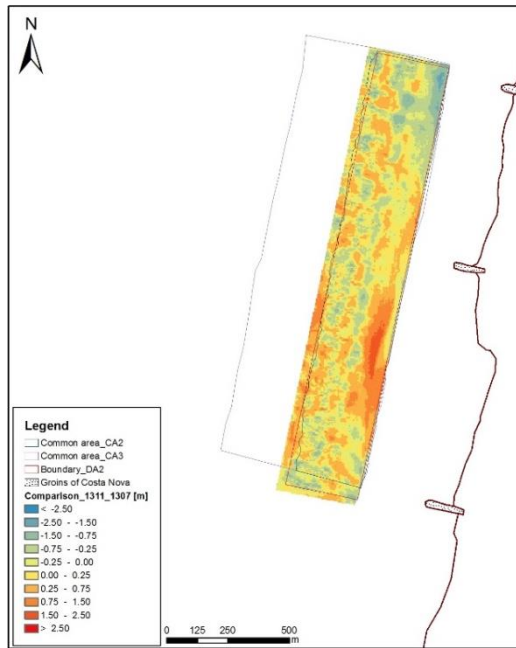 N
Legend
Common area_CA2
Common area_CA3
Boundary_DA2
Groins of Costa Nova
Comparison_1311_1307 [m]
< -2.50
-2.50 - -1.50
-1.50 - -0.75
-0.75 - -0.25
-0.25 - 0.00
0.00 - 0.25
0.25 - 0.75
0.75 - 1.50
1.50 - 2.50
> 2.50
0 125 250 500
m